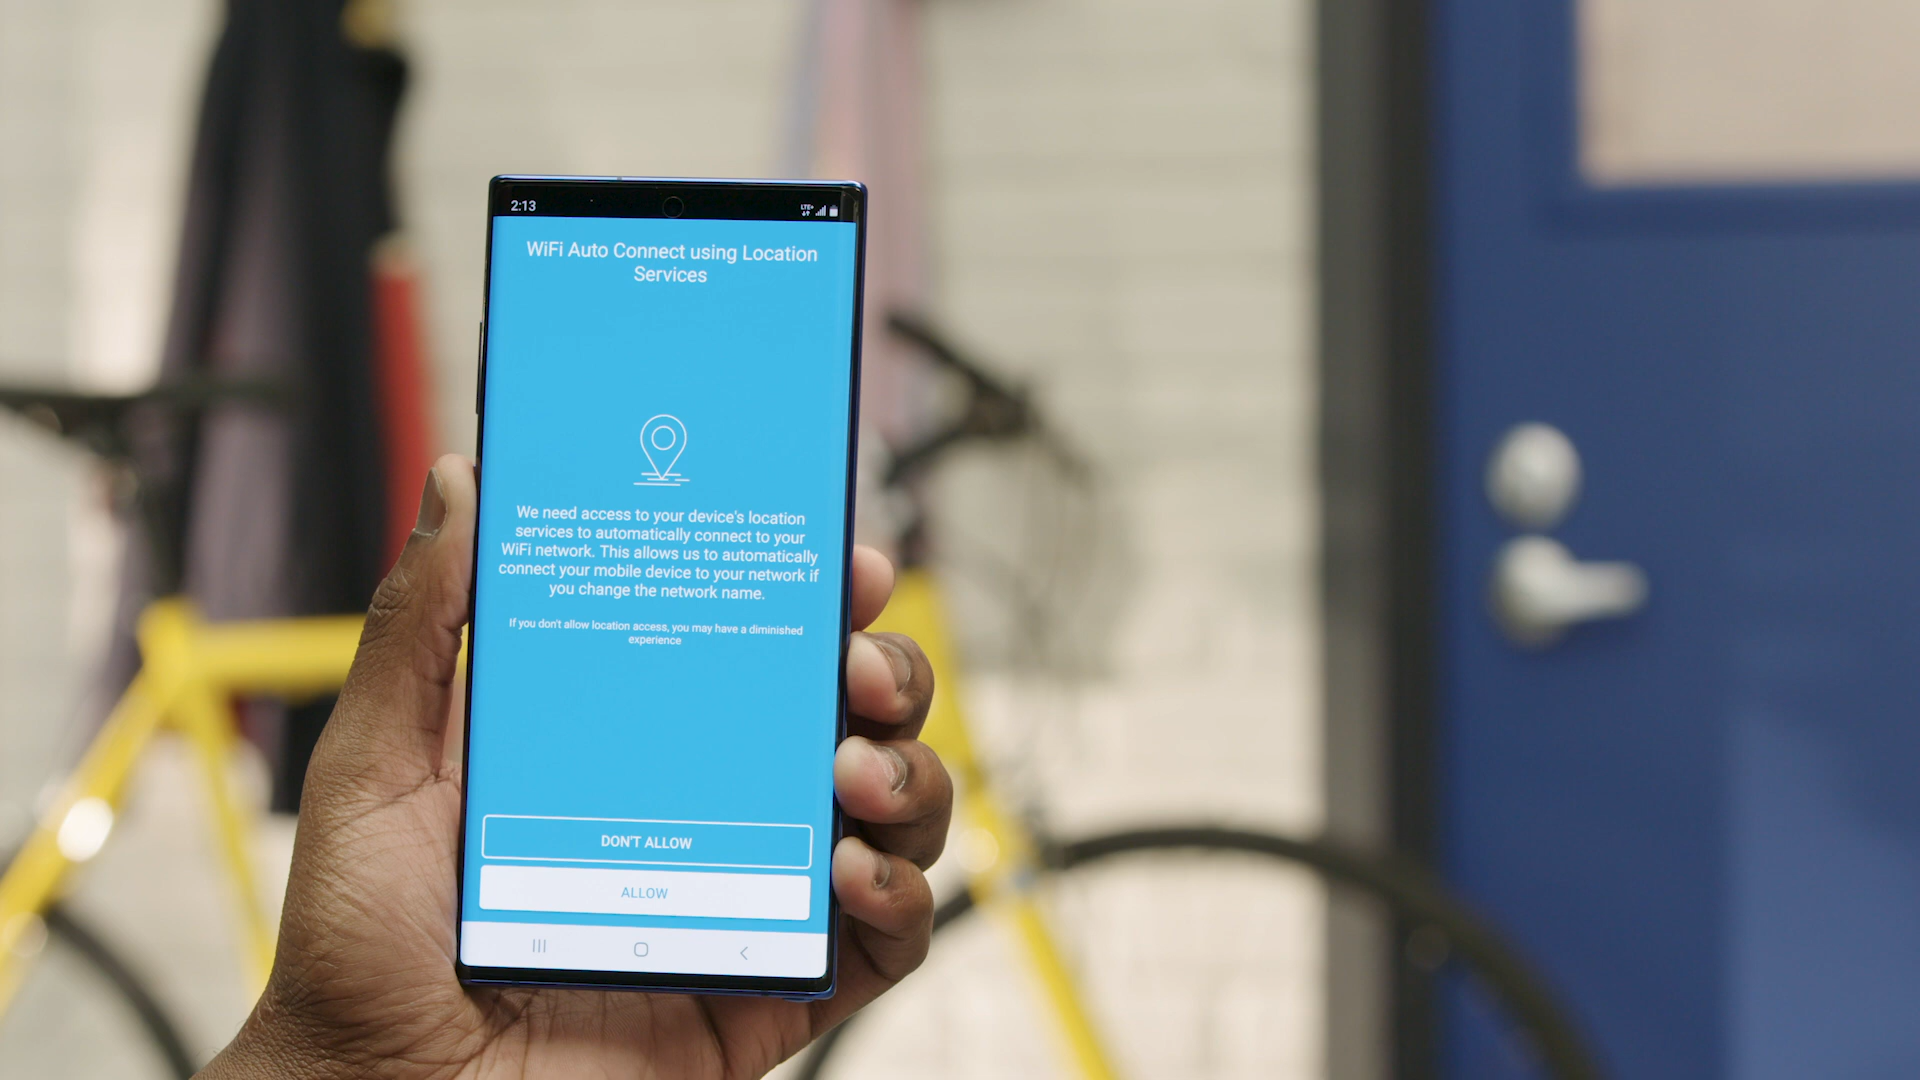 2:13
LTE+
WiFi Auto Connect using Location
Services
We need access to your device's location
services to automatically connect to your
WiFi network. This allows us to automatically
connect your mobile device to your network if
you change the network name.
If you don't allow location access, you may have a diminished
experience
DON'T ALLOW
ALLOW